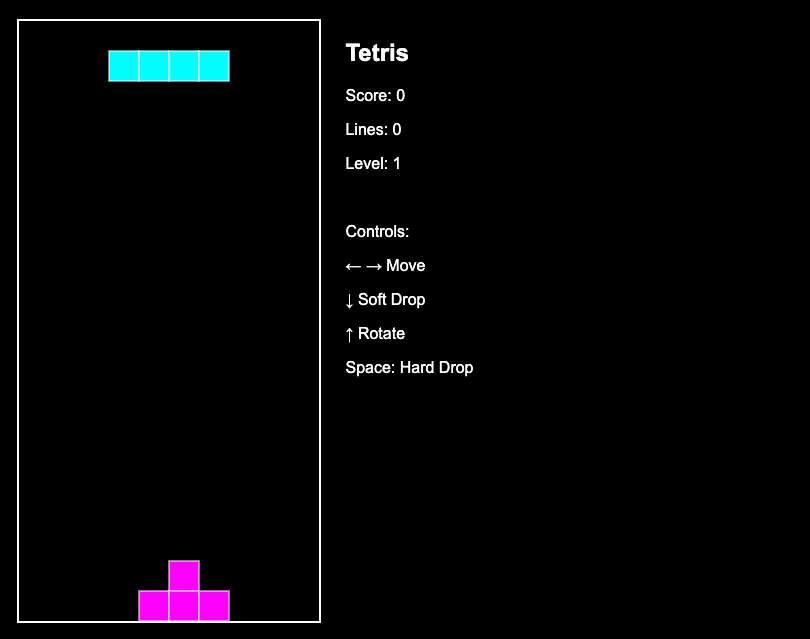 Tetris
Score: 0
Lines: 0
Level: 1
Controls:
← → Move
↓ Soft Drop
↑ Rotate
Space: Hard Drop